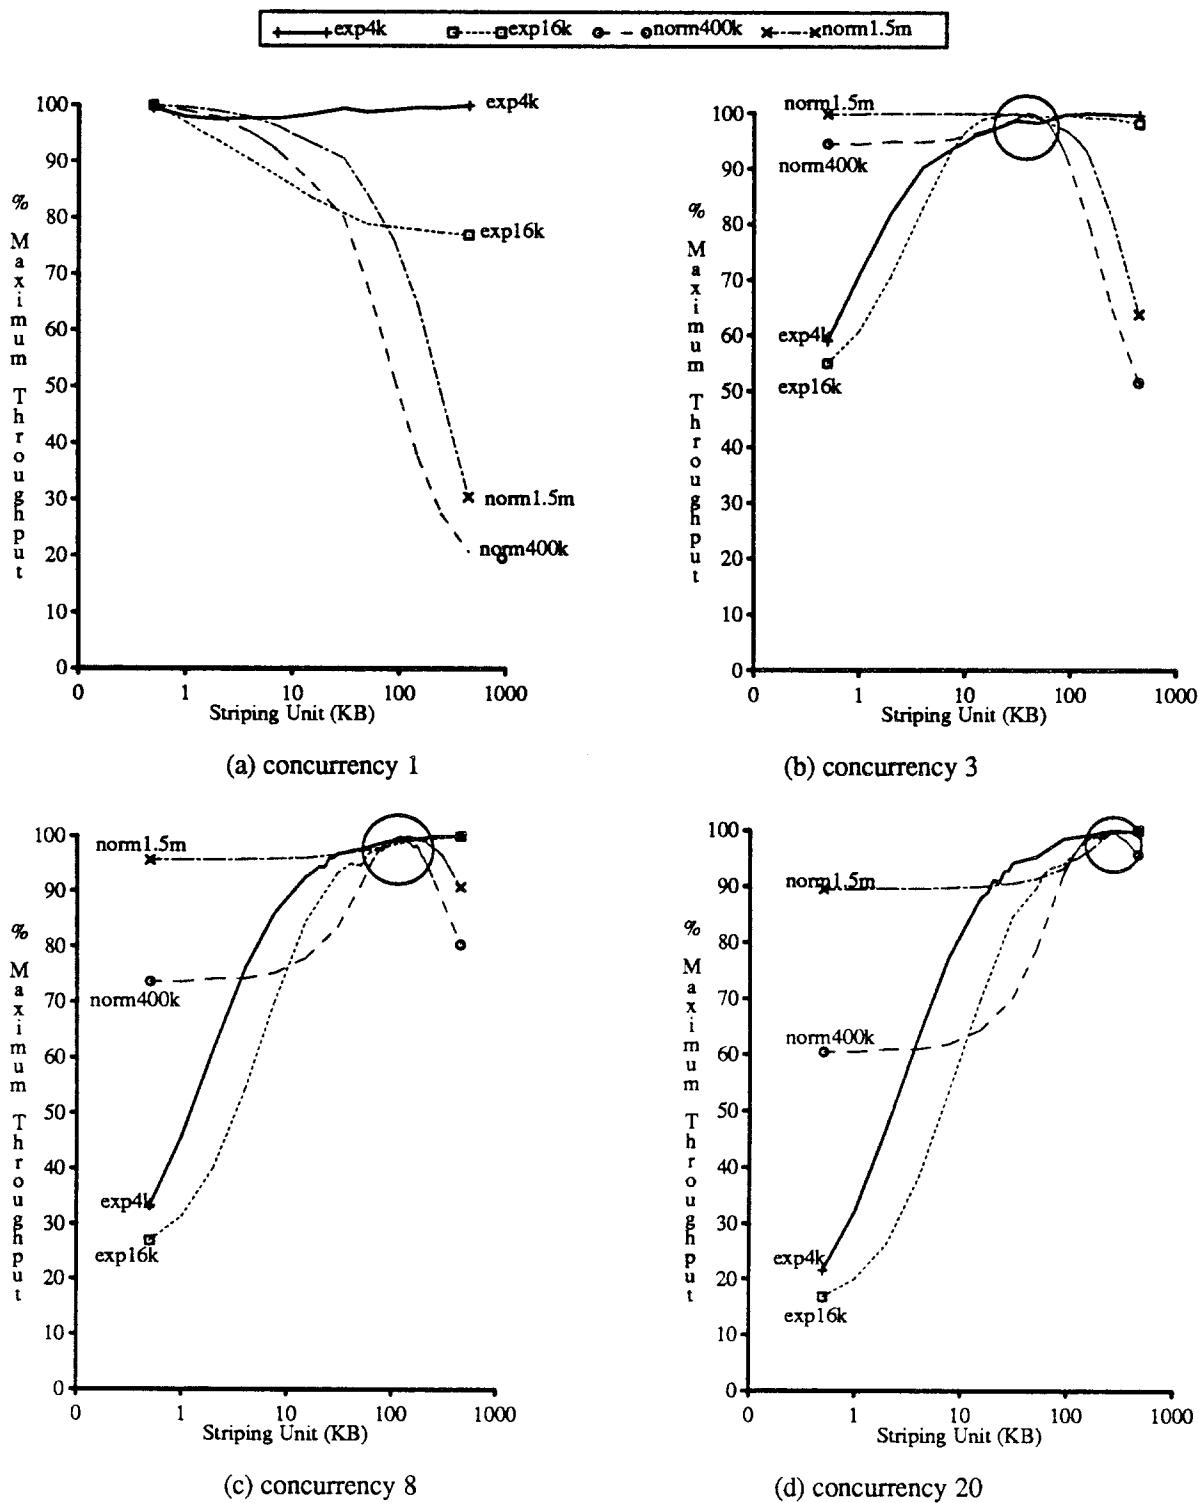 exp4k exp16k norm400k norm1.5m
100
90
80
70
60
50
40
30
20
10
0
% Maximum Throughput
exp4k
exp16k
norm1.5m
norm400k
0 1 10 100 1000
Striping Unit (KB)
(a) concurrency 1
100
90
80
70
60
50
40
30
20
10
0
% Maximum Throughput
norm1.5m
norm400k
exp4k
exp16k
0 1 10 100 1000
Striping Unit (KB)
(b) concurrency 3
100
90
80
70
60
50
40
30
20
10
0
% Maximum Throughput
norm1.5m
norm400k
exp4k
exp16k
0 1 10 100 1000
Striping Unit (KB)
(c) concurrency 8
100
90
80
70
60
50
40
30
20
10
0
% Maximum Throughput
norm1.5m
norm400k
exp4k
exp16k
0 1 10 100 1000
Striping Unit (KB)
(d) concurrency 20